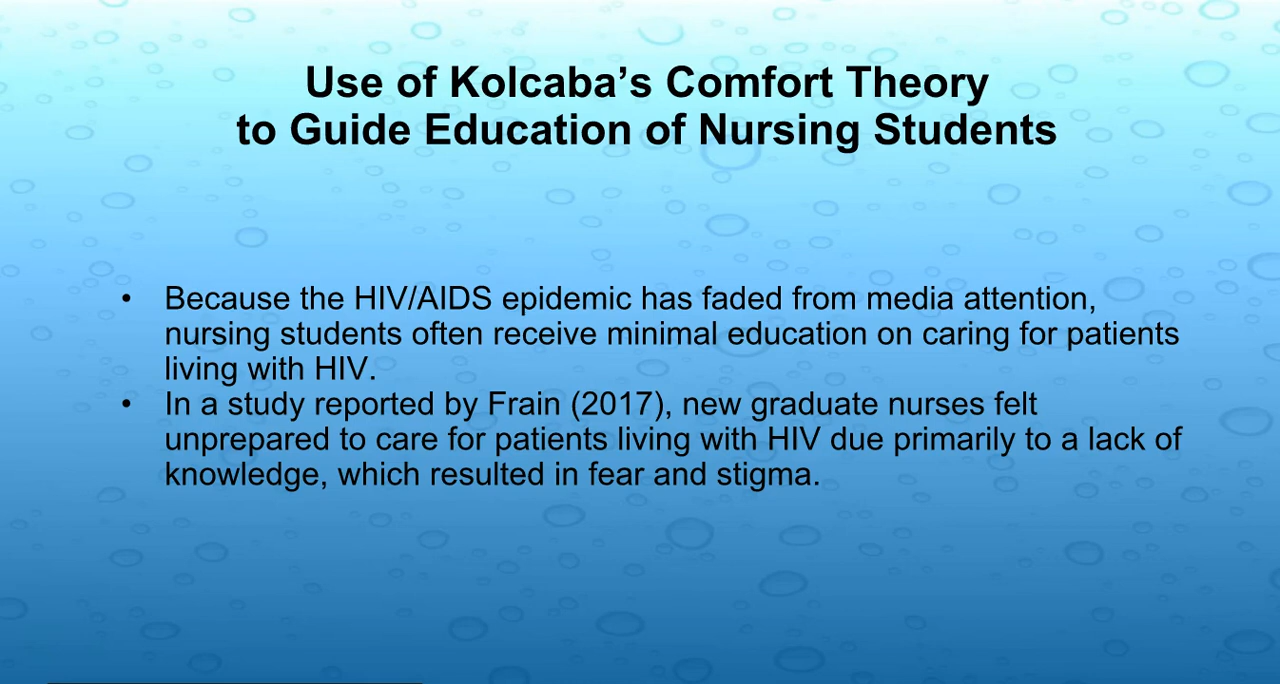 Use of Kolcaba’s Comfort Theory
to Guide Education of Nursing Students
• Because the HIV/AIDS epidemic has faded from media attention,
nursing students often receive minimal education on caring for patients
living with HIV.
• In a study reported by Frain (2017), new graduate nurses felt
unprepared to care for patients living with HIV due primarily to a lack of
knowledge, which resulted in fear and stigma.